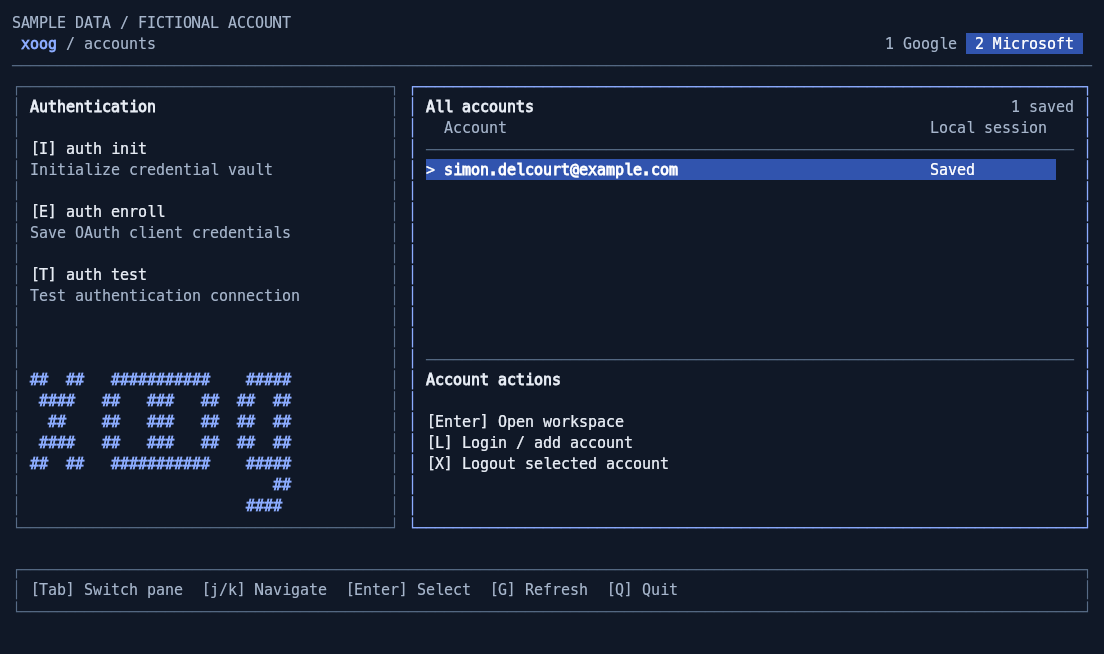 SAMPLE DATA / FICTIONAL ACCOUNT
xoog / accounts
1 Google  2 Microsoft
Authentication
[I] auth init
Initialize credential vault
[E] auth enroll
Save OAuth client credentials
[T] auth test
Test authentication connection
##  ##   ###########    #####
 ####   ##   ###   ##  ##  ##
  ##    ##   ###   ##  ##  ##
 ####   ##   ###   ##  ##  ##
##  ##   ###########    #####
                           ##
                        ####
All accounts  1 saved
Account  Local session
> simon.delcourt@example.com  Saved
Account actions
[Enter] Open workspace
[L] Login / add account
[X] Logout selected account
[Tab] Switch pane  [j/k] Navigate  [Enter] Select  [G] Refresh  [Q] Quit